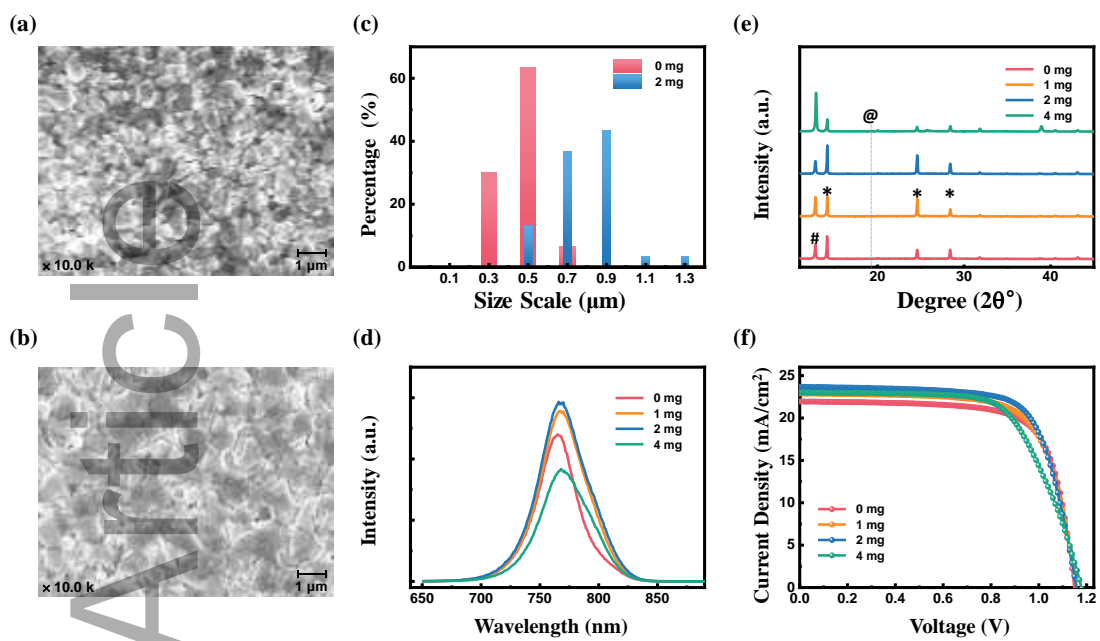 (a)
× 10.0 k
1 μm
(b)
× 10.0 k
1 μm
Article
(c)
Percentage (%)
60
40
20
0
0 mg
2 mg
0.1 0.3 0.5 0.7 0.9 1.1 1.3
Size Scale (μm)
(d)
Intensity (a.u.)
0 mg
1 mg
2 mg
4 mg
650 700 750 800 850
Wavelength (nm)
(e)
Intensity (a.u.)
0 mg
1 mg
2 mg
4 mg
@
* * *
#
20 30 40
Degree (2θ°)
(f)
Current Density (mA/cm²)
25
20
15
10
5
0
0 mg
1 mg
2 mg
4 mg
0.0 0.2 0.4 0.6 0.8 1.0 1.2
Voltage (V)